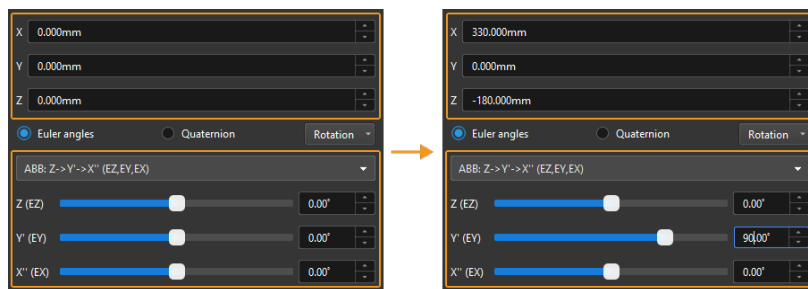 X 0.000mm
Y 0.000mm
Z 0.000mm
Euler angles Quaternion Rotation
ABB: Z->Y'->X'' (EZ,EY,EX)
Z (EZ) 0.00°
Y' (EY) 0.00°
X'' (EX) 0.00°
X 330.000mm
Y 0.000mm
Z -180.000mm
Euler angles Quaternion Rotation
ABB: Z->Y'->X'' (EZ,EY,EX)
Z (EZ) 0.00°
Y' (EY) 90.00°
X'' (EX) 0.00°